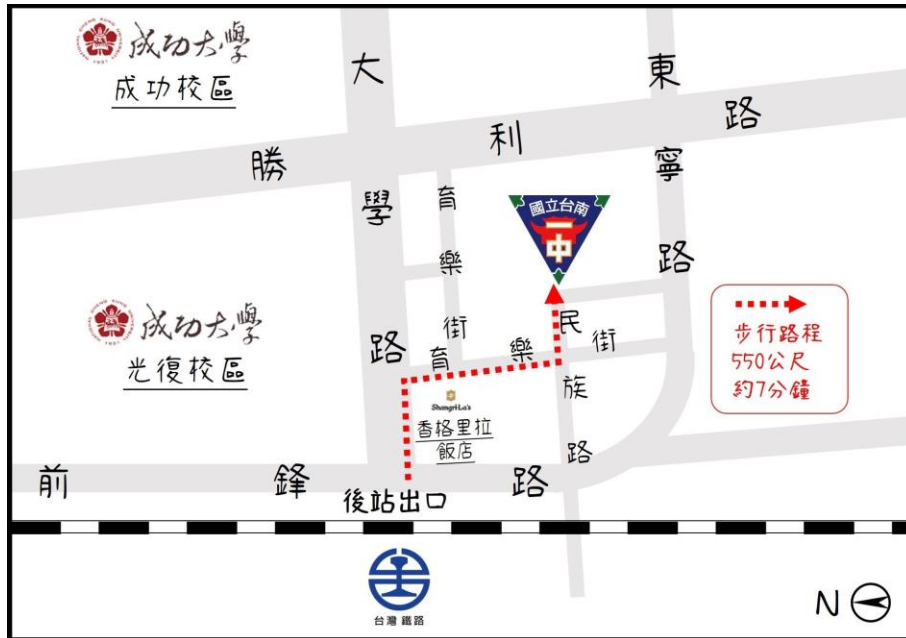 成功大學
成功校區
大學路
東寧路
勝利路
育樂街
國立台南
一中
成功大學
光復校區
育樂街
民族路
步行路程
550公尺
約7分鐘
Shangri-La's
香格里拉
飯店
前鋒路
後站出口
台灣鐵路
N